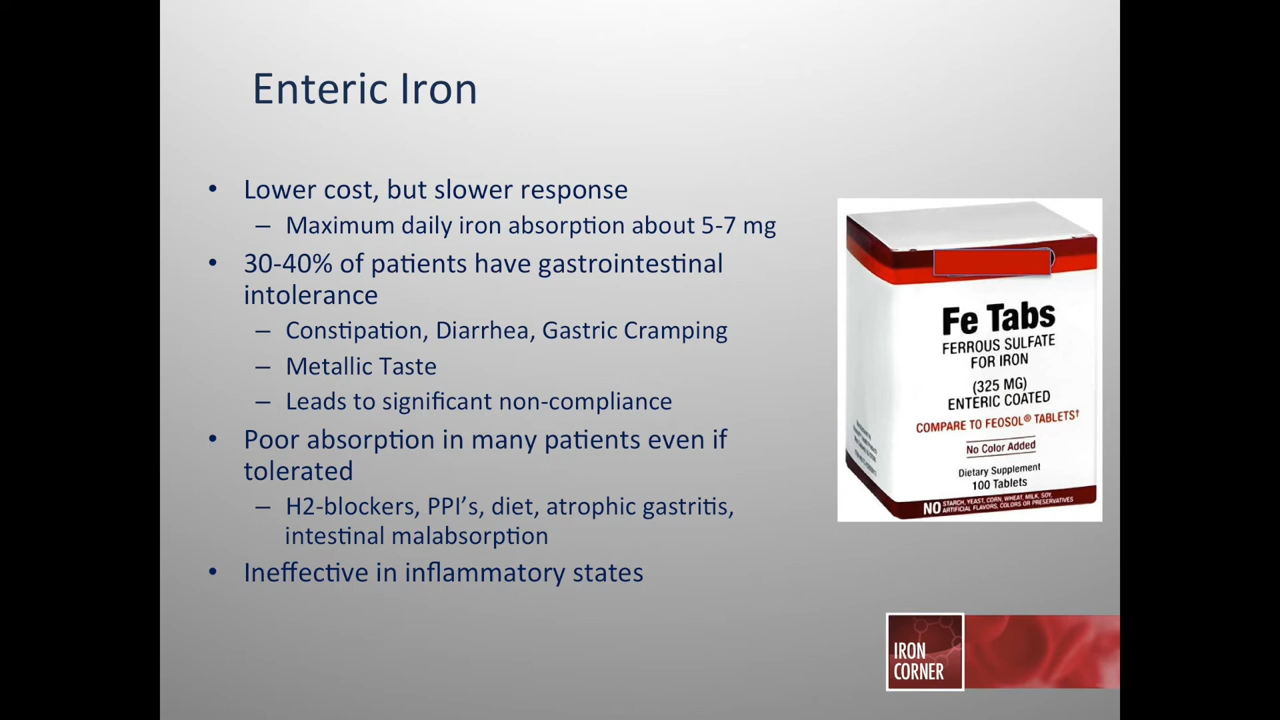 Enteric Iron
• Lower cost, but slower response
– Maximum daily iron absorption about 5-7 mg
• 30-40% of patients have gastrointestinal
intolerance
– Constipation, Diarrhea, Gastric Cramping
– Metallic Taste
– Leads to significant non-compliance
• Poor absorption in many patients even if
tolerated
– H2-blockers, PPI's, diet, atrophic gastritis,
intestinal malabsorption
• Ineffective in inflammatory states
Fe Tabs
FERROUS SULFATE
FOR IRON
(325 MG)
ENTERIC COATED
COMPARE TO FEOSOL® TABLETS†
No Color Added
Dietary Supplement
100 Tablets
NO STARCH, YEAST, CORN, WHEAT, MILK, SOY,
ARTIFICIAL FLAVORS, COLORS OR PRESERVATIVES
IRON
CORNER